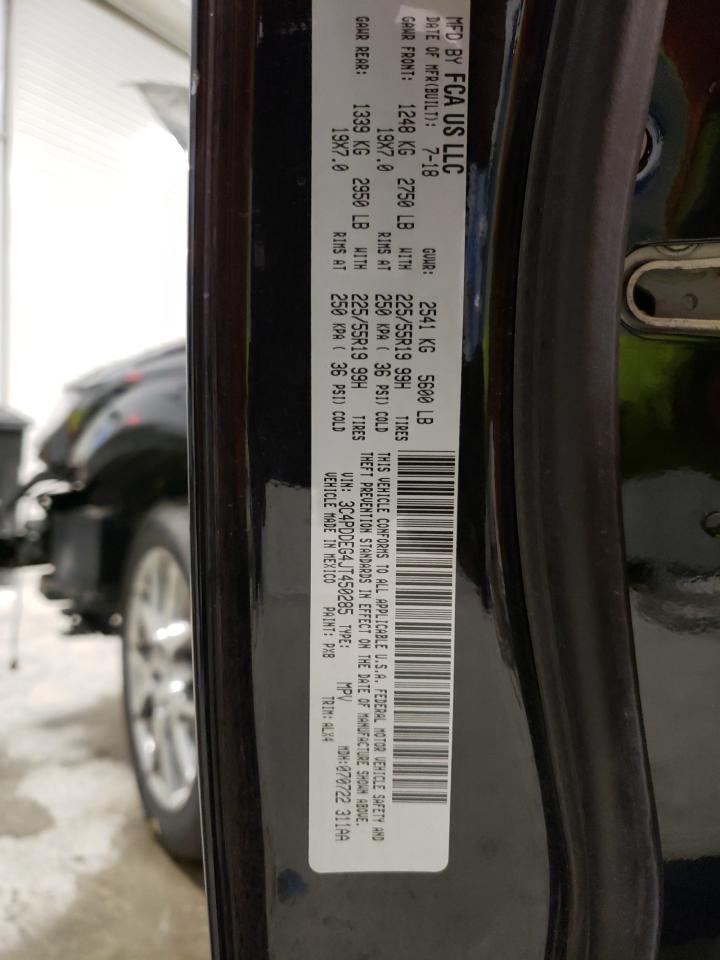 MFD BY FCA US LLC
DATE OF MFR(BUILT): 7-18 GVWR: 2541 KG 5600 LB
GAWR FRONT: 1248 KG 2750 LB WITH 225/55R19 99H TIRES
19X7.0 RIMS AT 250 KPA ( 36 PSI) COLD
GAWR REAR: 1339 KG 2950 LB WITH 225/55R19 99H TIRES
19X7.0 RIMS AT 250 KPA ( 36 PSI) COLD
THIS VEHICLE CONFORMS TO ALL APPLICABLE U.S.A. FEDERAL MOTOR VEHICLE SAFETY AND
THEFT PREVENTION STANDARDS IN EFFECT ON THE DATE OF MANUFACTURE SHOWN ABOVE.
VIN: 3C4PDDEG4JT450285 TYPE: MPV MDH:070722 311AA
VEHICLE MADE IN MEXICO PAINT: PX8 TRIM: ALX4